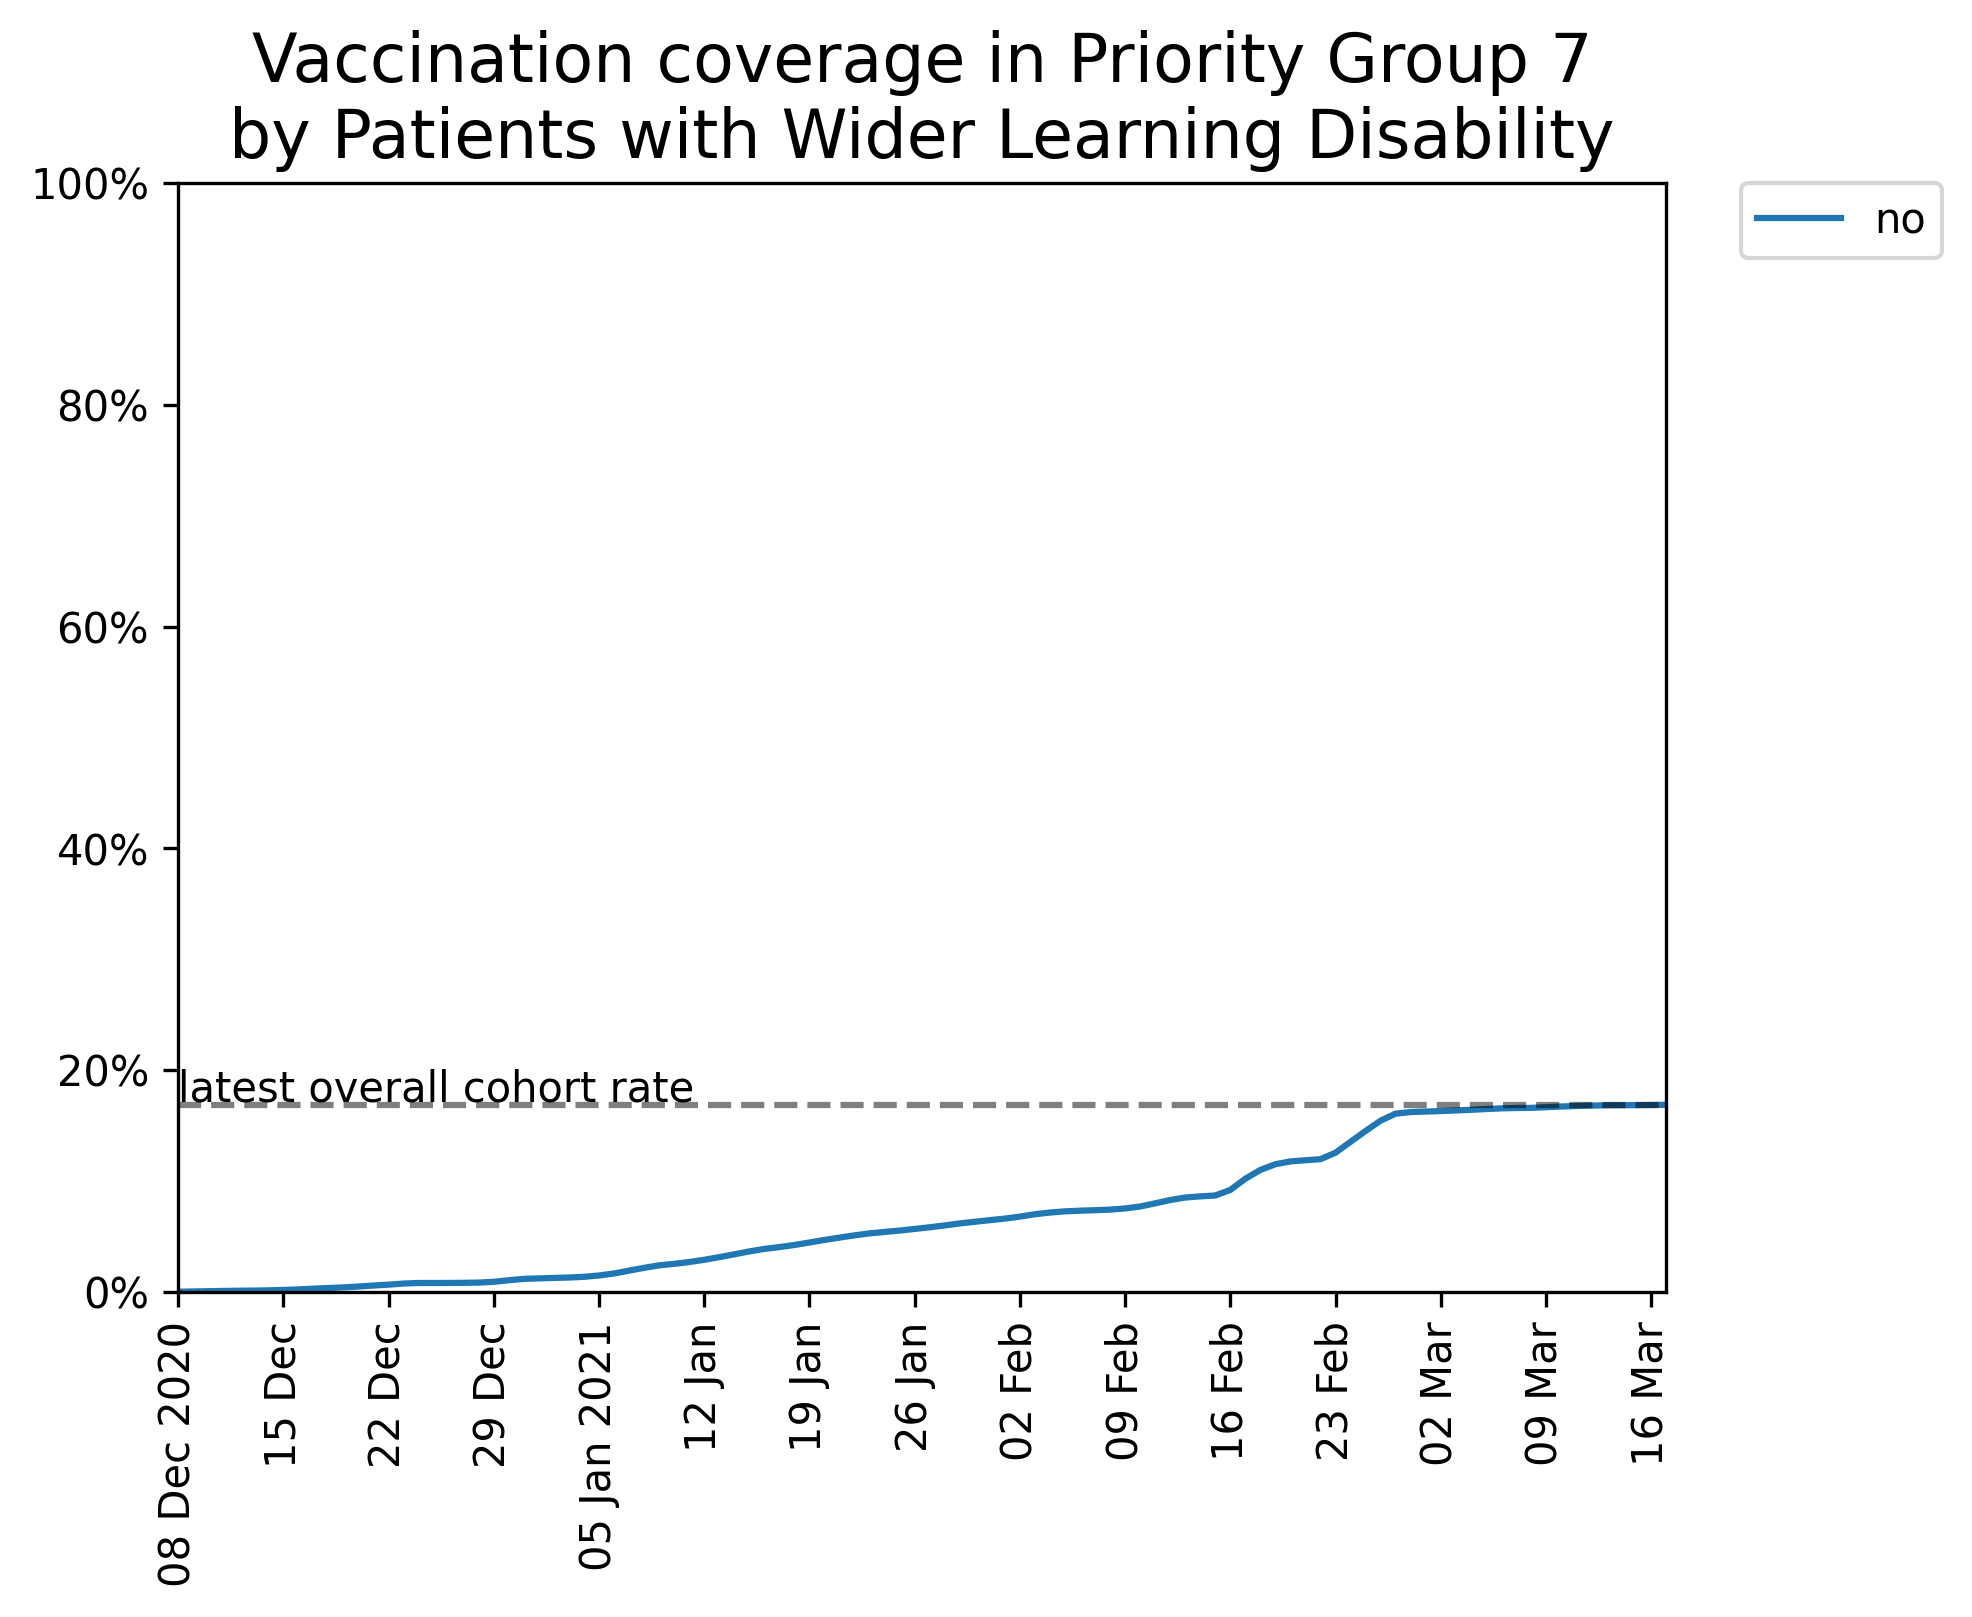 Vaccination coverage in Priority Group 7
by Patients with Wider Learning Disability
no
100%
80%
60%
40%
20%
0%
latest overall cohort rate
08 Dec 2020
15 Dec
22 Dec
29 Dec
05 Jan 2021
12 Jan
19 Jan
26 Jan
02 Feb
09 Feb
16 Feb
23 Feb
02 Mar
09 Mar
16 Mar